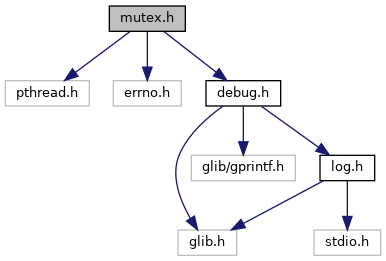 mutex.h
pthread.h
errno.h
debug.h
glib/gprintf.h
log.h
glib.h
stdio.h